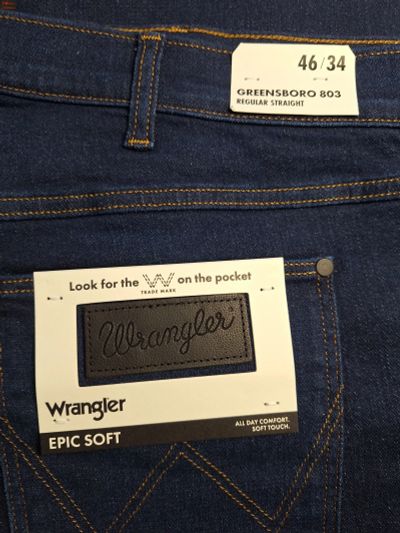 46/34
GREENSBORO 803
REGULAR STRAIGHT
Look for the W on the pocket
TRADE MARK
Wrangler®
Wrangler
EPIC SOFT
ALL DAY COMFORT.
SOFT TOUCH.